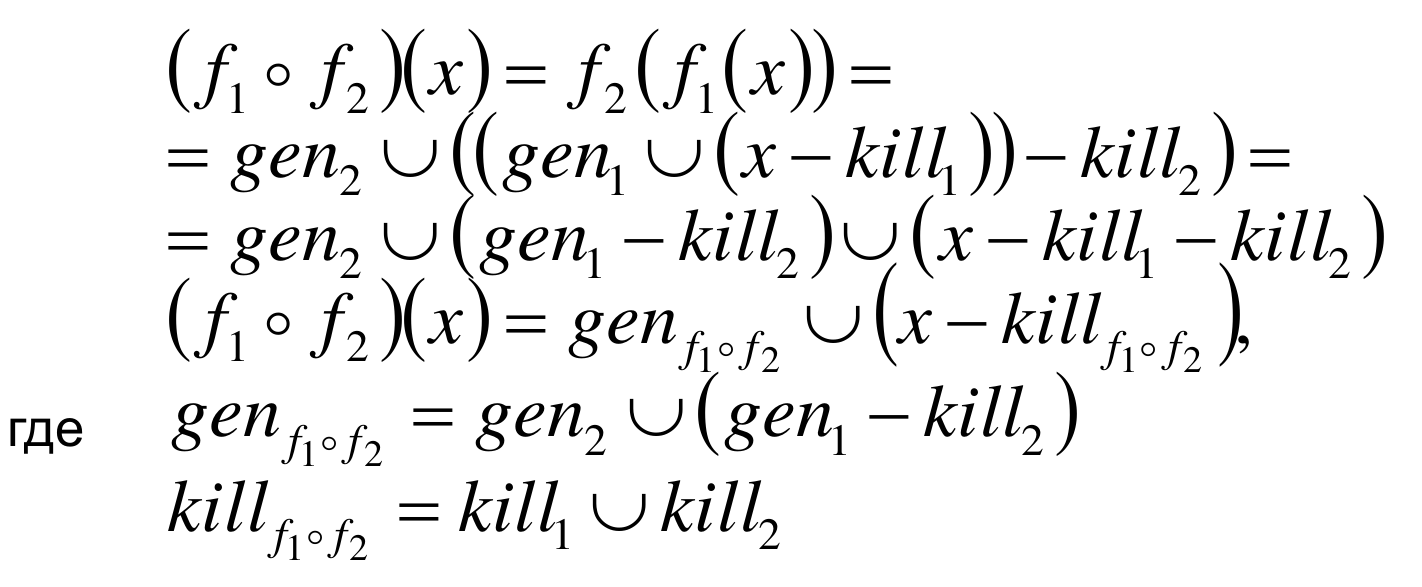 (f₁ ∘ f₂)(x) = f₂(f₁(x)) =
= gen₂ ∪ ((gen₁ ∪ (x − kill₁)) − kill₂) =
= gen₂ ∪ (gen₁ − kill₂) ∪ (x − kill₁ − kill₂)
(f₁ ∘ f₂)(x) = gen_{f₁∘f₂} ∪ (x − kill_{f₁∘f₂}),
где gen_{f₁∘f₂} = gen₂ ∪ (gen₁ − kill₂)
kill_{f₁∘f₂} = kill₁ ∪ kill₂